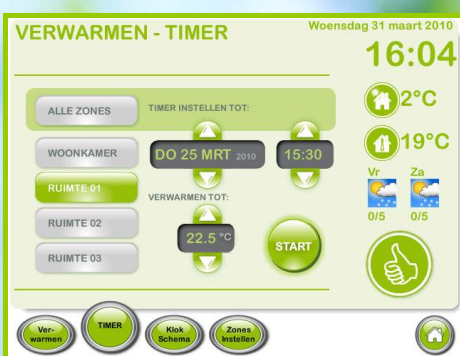 VERWARMEN - TIMER
Woensdag 31 maart 2010
16:04
ALLE ZONES
TIMER INSTELLEN TOT:
2°C
WOONKAMER
DO 25 MRT 2010
15:30
19°C
RUIMTE 01
VERWARMEN TOT:
Vr
Za
RUIMTE 02
22.5 °C
START
0/5
0/5
RUIMTE 03
Ver-
warmen
TIMER
Klok
Schema
Zones
Instellen